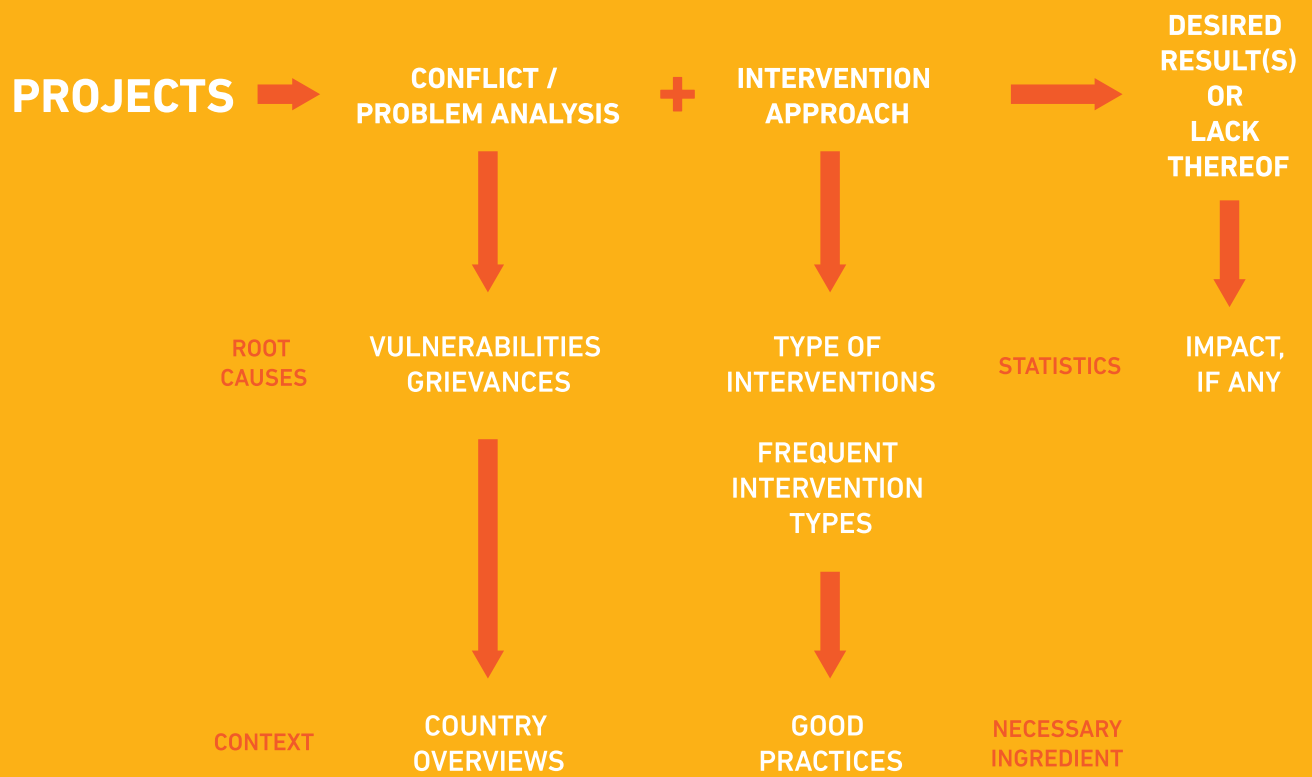 PROJECTS
CONFLICT /
PROBLEM ANALYSIS
+
INTERVENTION
APPROACH
DESIRED
RESULT(S)
OR
LACK
THEREOF
ROOT
CAUSES
VULNERABILITIES
GRIEVANCES
TYPE OF
INTERVENTIONS
STATISTICS
IMPACT,
IF ANY
FREQUENT
INTERVENTION
TYPES
CONTEXT
COUNTRY
OVERVIEWS
GOOD
PRACTICES
NECESSARY
INGREDIENT